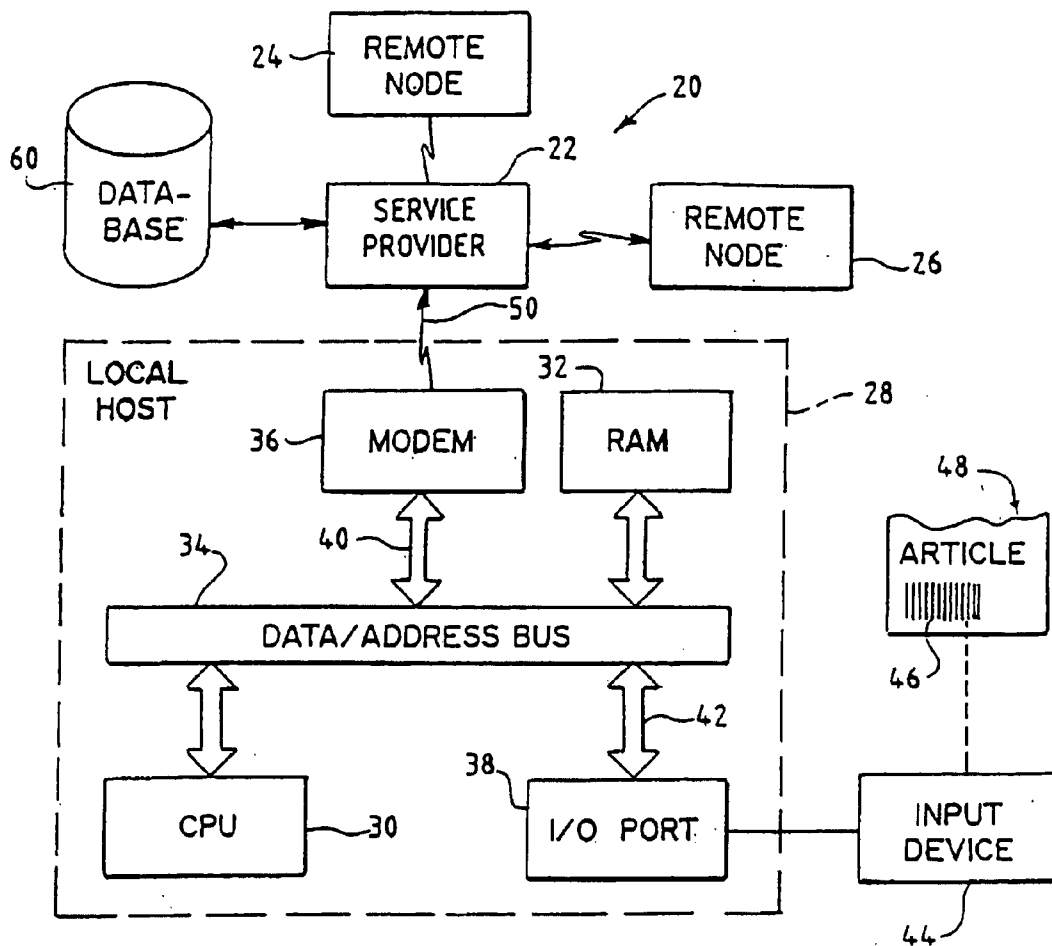 24
REMOTE
NODE
20
60
DATA-
BASE
22
SERVICE
PROVIDER
REMOTE
NODE
26
50
LOCAL
HOST
28
36
MODEM
32
RAM
48
ARTICLE
46
40
34
DATA/ADDRESS BUS
42
CPU
30
38
I/O PORT
INPUT
DEVICE
44